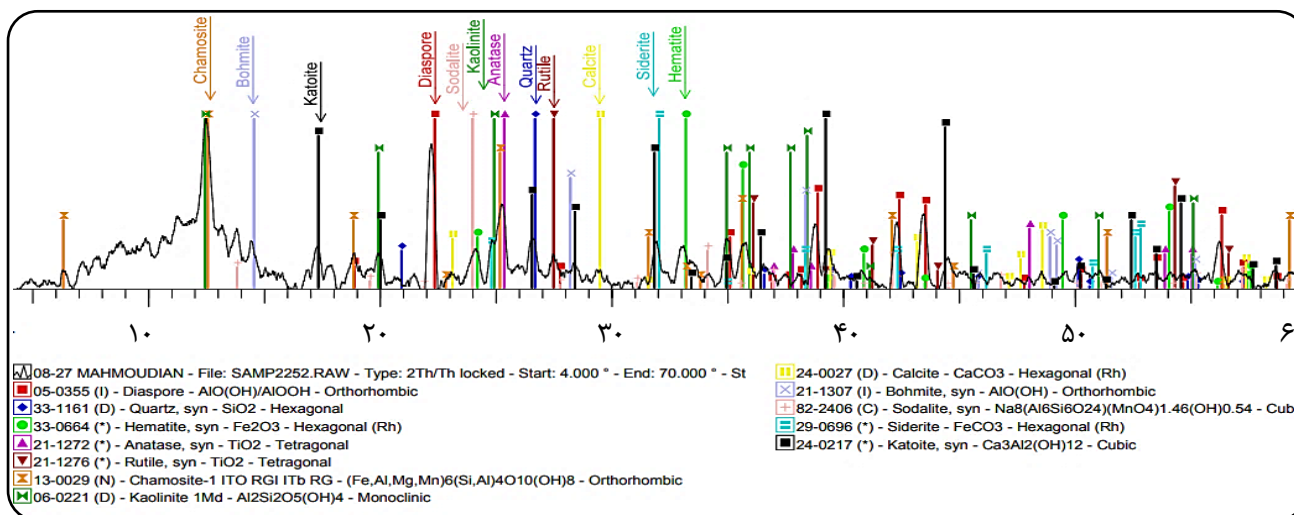 Chamosite
Bohmite
Katoite
Diaspore
Sodalite
Kaolinite
Anatase
Quartz
Rutile
Calcite
Siderite
Hematite
۱۰ ۲۰ ۳۰ ۴۰ ۵۰ ۶
08-27 MAHMOUDIAN - File: SAMP2252.RAW - Type: 2Th/Th locked - Start: 4.000 ° - End: 70.000 ° - St
05-0355 (I) - Diaspore - AlO(OH)/AlOOH - Orthorhombic
33-1161 (D) - Quartz, syn - SiO2 - Hexagonal
33-0664 (*) - Hematite, syn - Fe2O3 - Hexagonal (Rh)
21-1272 (*) - Anatase, syn - TiO2 - Tetragonal
21-1276 (*) - Rutile, syn - TiO2 - Tetragonal
13-0029 (N) - Chamosite-1 ITO RGI ITb RG - (Fe,Al,Mg,Mn)6(Si,Al)4O10(OH)8 - Orthorhombic
06-0221 (D) - Kaolinite 1Md - Al2Si2O5(OH)4 - Monoclinic
24-0027 (D) - Calcite - CaCO3 - Hexagonal (Rh)
21-1307 (I) - Bohmite, syn - AlO(OH) - Orthorhombic
82-2406 (C) - Sodalite, syn - Na8(Al6Si6O24)(MnO4)1.46(OH)0.54 - Cub
29-0696 (*) - Siderite - FeCO3 - Hexagonal (Rh)
24-0217 (*) - Katoite, syn - Ca3Al2(OH)12 - Cubic